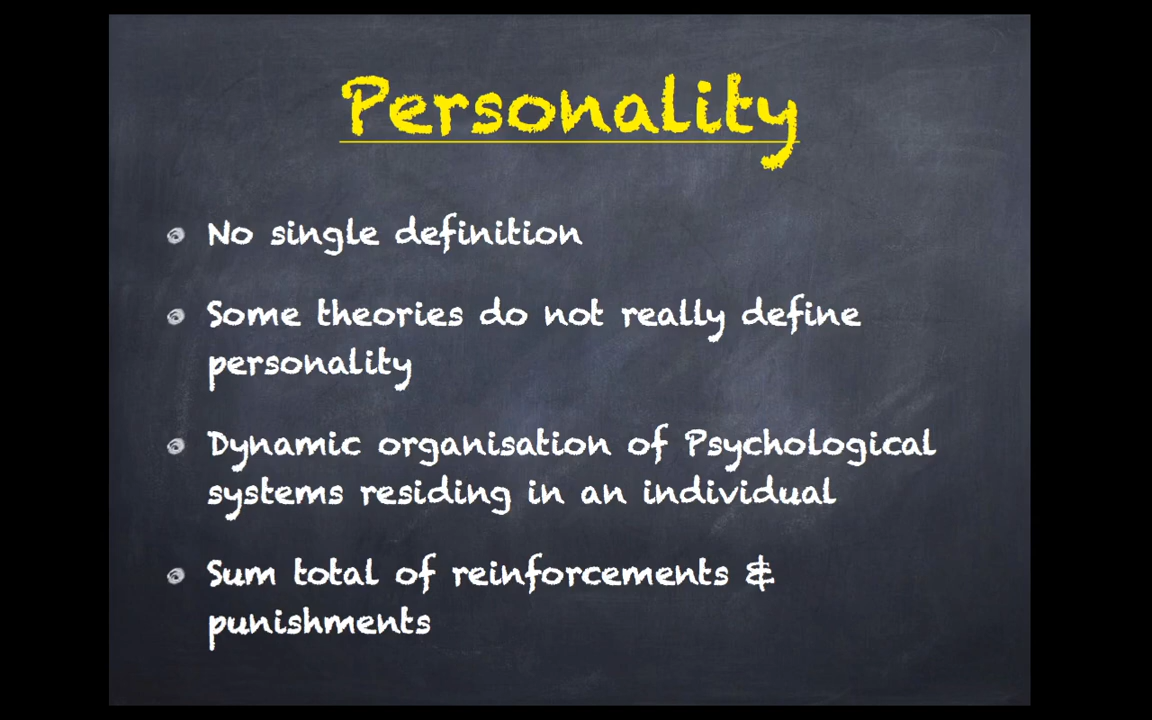 Personality
No single definition
Some theories do not really define
personality
Dynamic organisation of Psychological
systems residing in an individual
Sum total of reinforcements &
punishments